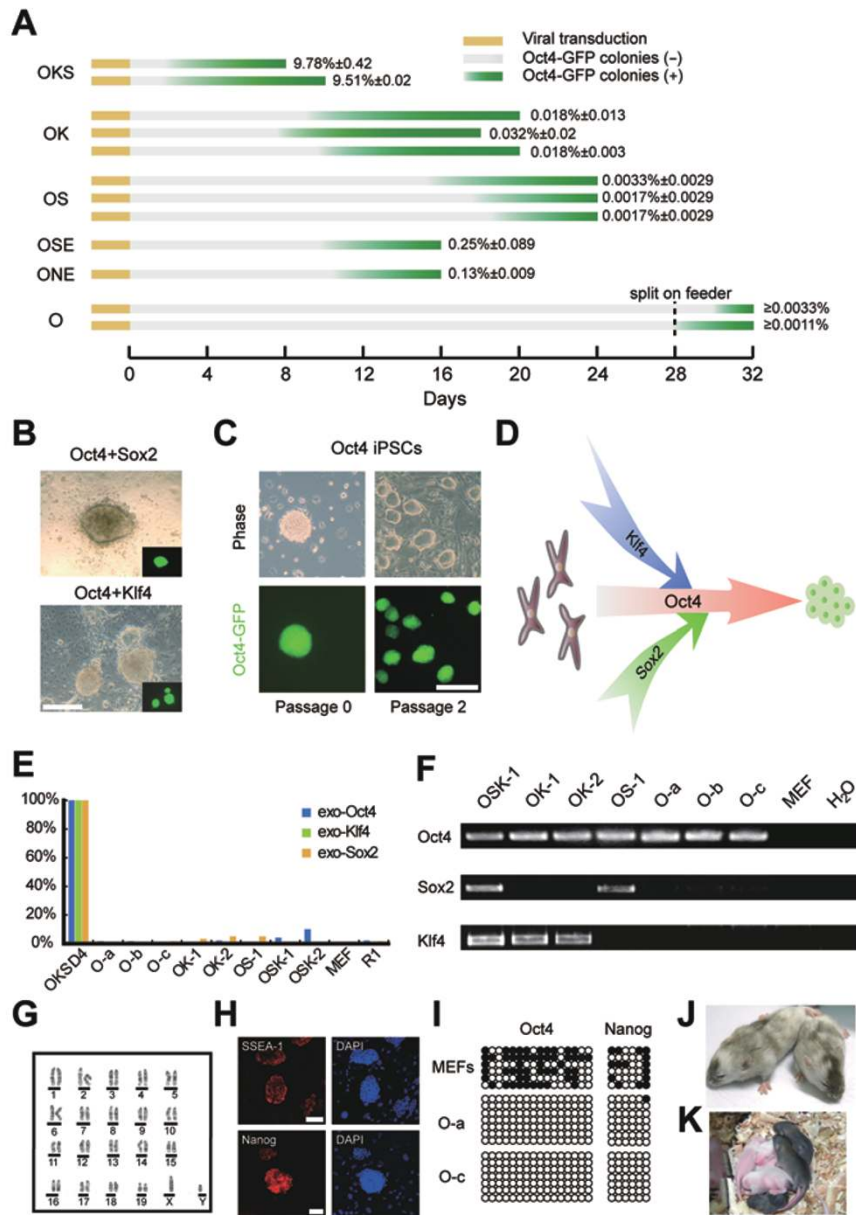 A
Viral transduction
Oct4-GFP colonies (−)
Oct4-GFP colonies (+)
OKS
9.78%±0.42
9.51%±0.02
OK
0.018%±0.013
0.032%±0.02
0.018%±0.003
OS
0.0033%±0.0029
0.0017%±0.0029
0.0017%±0.0029
OSE
0.25%±0.089
ONE
0.13%±0.009
split on feeder
O
≥0.0033%
≥0.0011%
0 4 8 12 16 20 24 28 32
Days
B
Oct4+Sox2
Oct4+Klf4
C
Oct4 iPSCs
Phase
Oct4-GFP
Passage 0 Passage 2
D
Klf4
Oct4
Sox2
E
100%
80%
60%
40%
20%
0%
exo-Oct4
exo-Klf4
exo-Sox2
OKSD4 O-a O-b O-c OK-1 OK-2 OS-1 OSK-1 OSK-2 MEF R1
F
OSK-1 OK-1 OK-2 OS-1 O-a O-b O-c MEF H₂O
Oct4
Sox2
Klf4
G
1 2 3 4 5
6 7 8 9 10
11 12 13 14 15
16 17 18 19 X Y
H
SSEA-1 DAPI
Nanog DAPI
I
Oct4 Nanog
MEFs
O-a
O-c
J
K